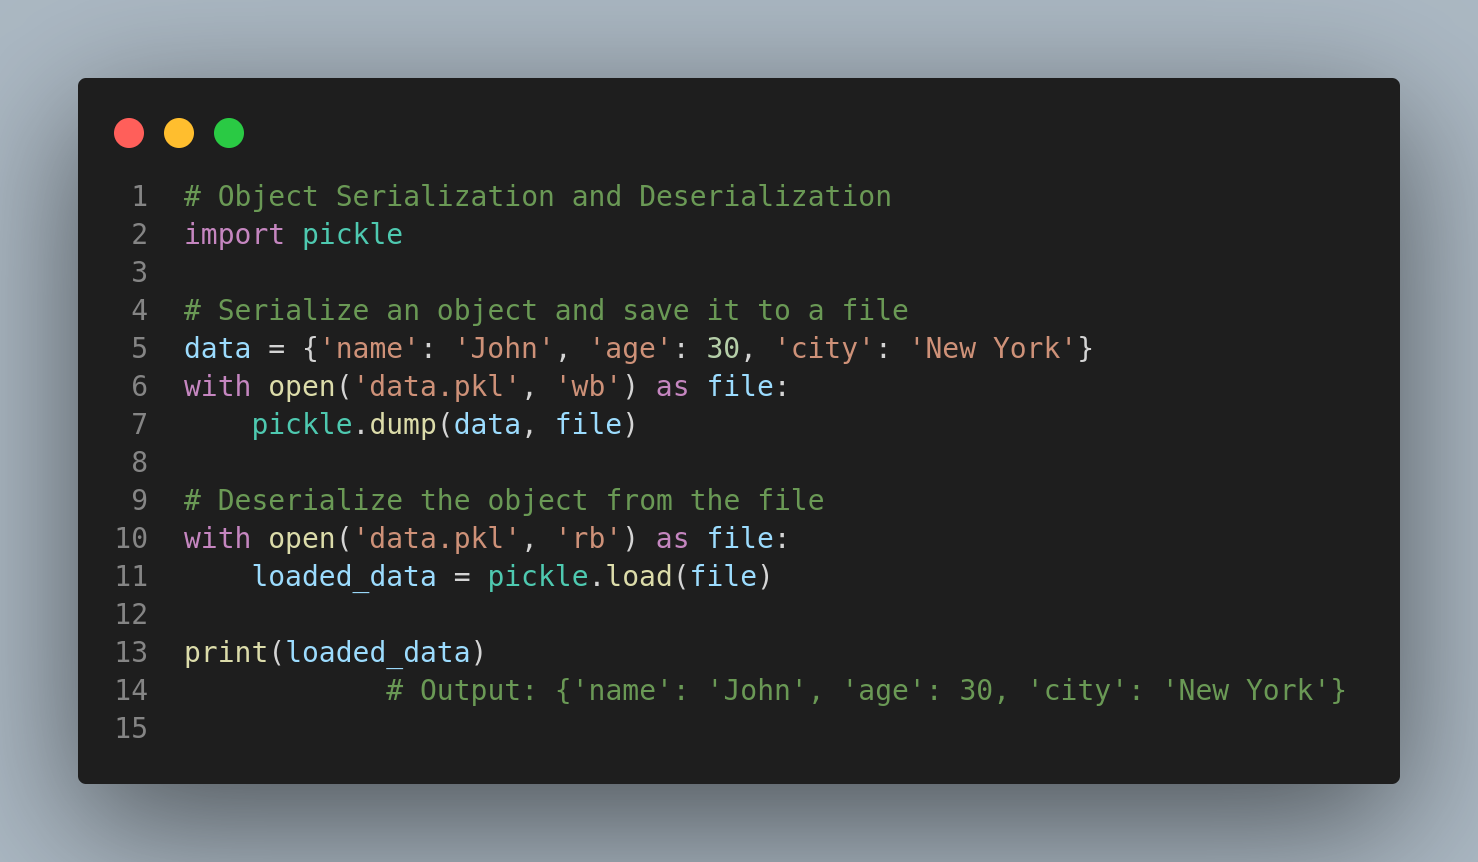 1 # Object Serialization and Deserialization
2 import pickle
3
4 # Serialize an object and save it to a file
5 data = {'name': 'John', 'age': 30, 'city': 'New York'}
6 with open('data.pkl', 'wb') as file:
7     pickle.dump(data, file)
8
9 # Deserialize the object from the file
10 with open('data.pkl', 'rb') as file:
11     loaded_data = pickle.load(file)
12
13 print(loaded_data)
14             # Output: {'name': 'John', 'age': 30, 'city': 'New York'}
15